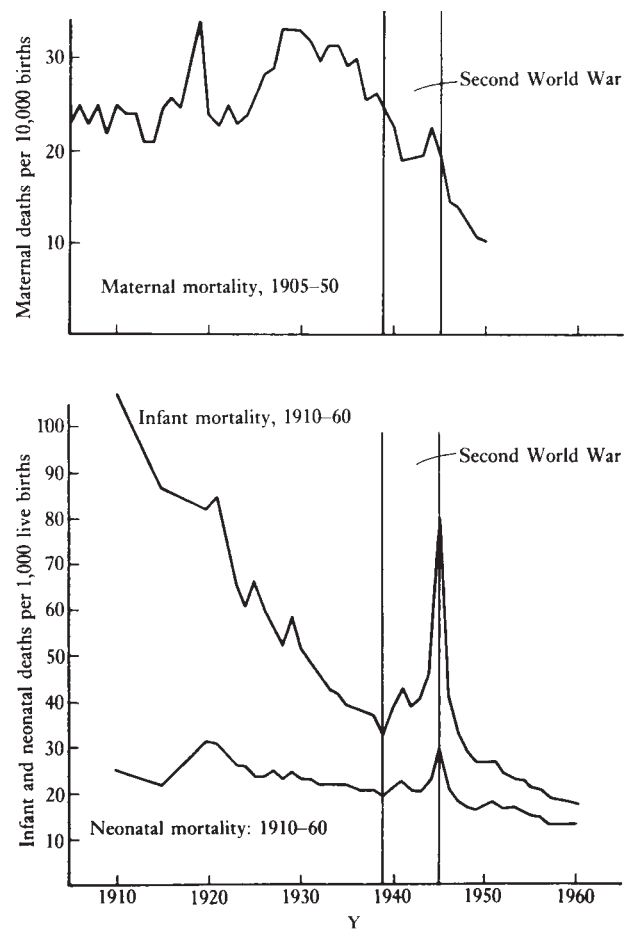 Maternal deaths per 10,000 births
30
20
10
Second World War
Maternal mortality, 1905–50
Infant and neonatal deaths per 1,000 live births
100
90
80
70
60
50
40
30
20
10
Infant mortality, 1910–60
Second World War
Neonatal mortality: 1910–60
1910 1920 1930 1940 1950 1960
Y